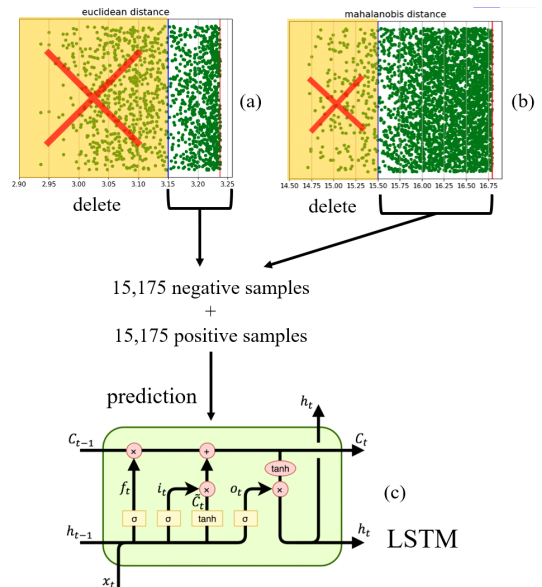 euclidean distance
mahalanobis distance
(a)
(b)
2.90 2.95 3.00 3.05 3.10 3.15 3.20 3.25
14.50 14.75 15.00 15.25 15.50 15.75 16.00 16.25 16.50 16.75
delete
delete
15,175 negative samples
+
15,175 positive samples
prediction
h_t
C_{t-1}
×
+
C_t
tanh
f_t
i_t
×
C̃_t
o_t
×
(c)
σ
σ
tanh
σ
h_{t-1}
h_t
LSTM
x_t